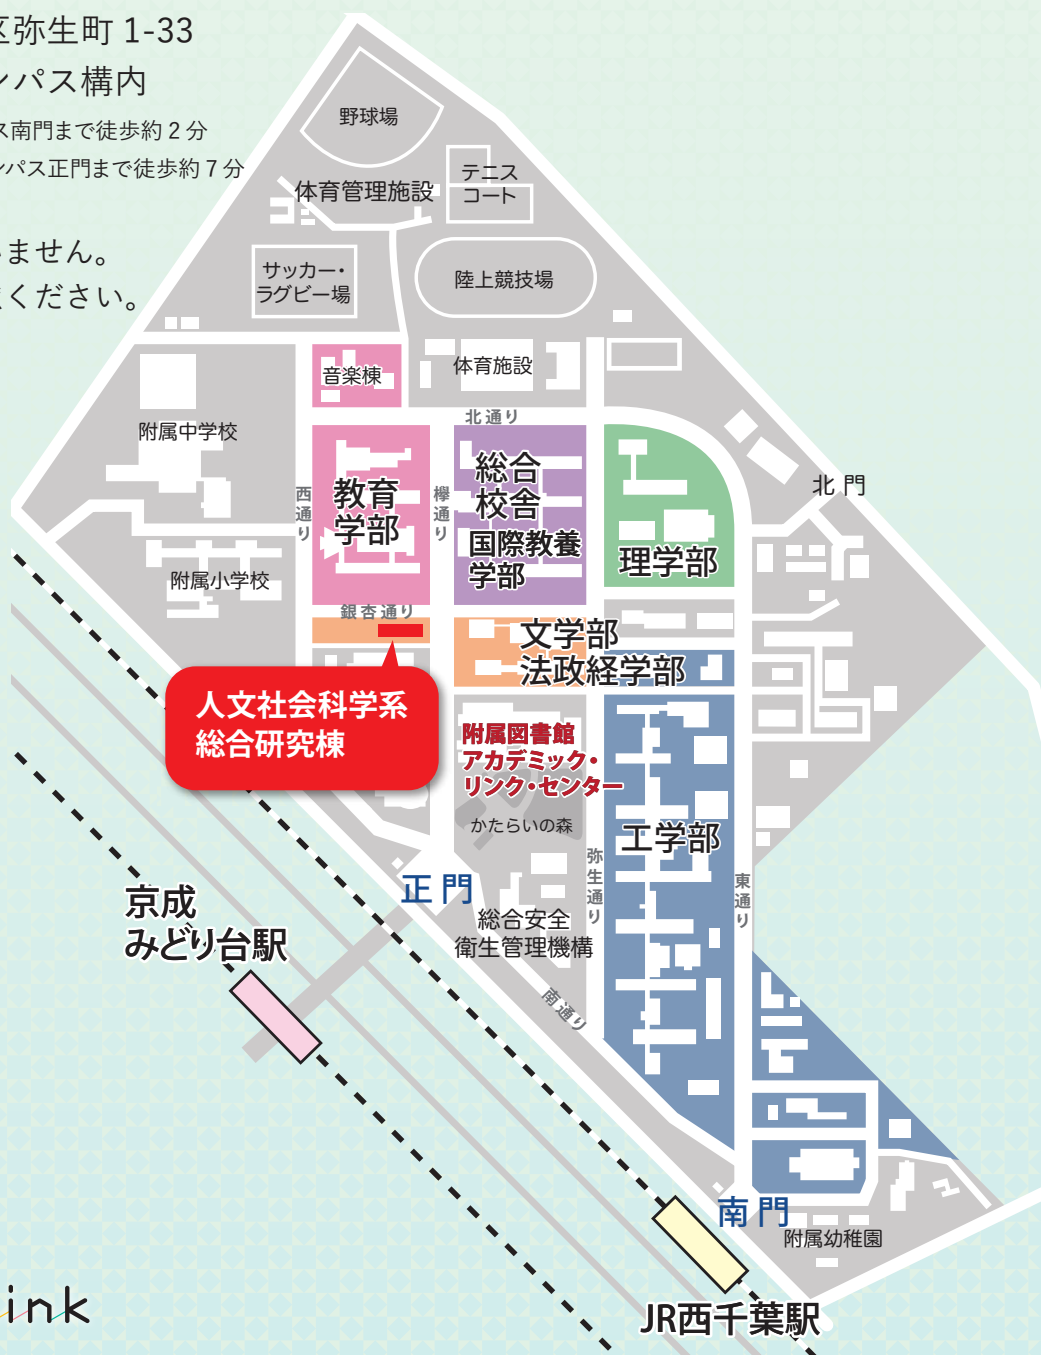 区弥生町 1-33
ンパス構内
ス南門まで徒歩約 2 分
ンパス正門まで徒歩約 7 分
いません。
ください。
野球場
テニス
コート
体育管理施設
サッカー・
ラグビー場
陸上競技場
音楽棟
体育施設
北通り
附属中学校
西通り
教育
学部
欅通り
総合
校舎
国際教養
学部
理学部
北門
附属小学校
銀杏通り
文学部
法政経学部
人文社会科学系
総合研究棟
附属図書館
アカデミック・
リンク・センター
かたらいの森
工学部
弥生通り
東通り
正門
京成
みどり台駅
総合安全
衛生管理機構
南通り
南門
附属幼稚園
ink
JR西千葉駅